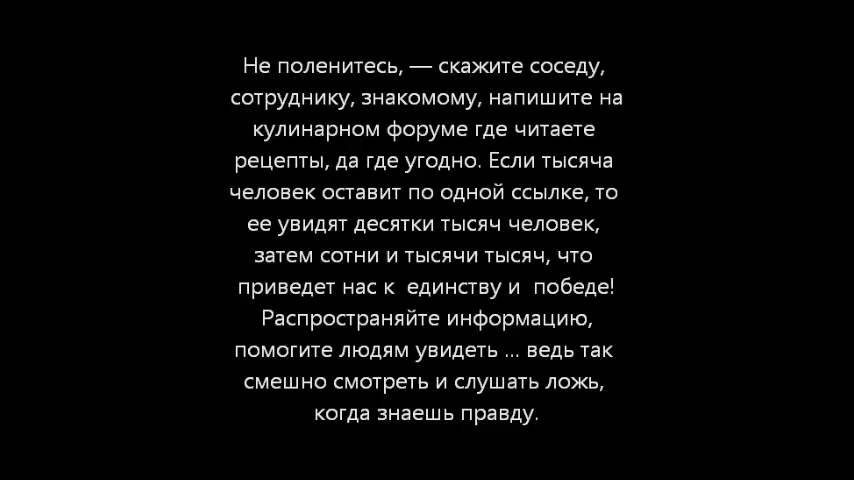 Не поленитесь, — скажите соседу,
сотруднику, знакомому, напишите на
кулинарном форуме где читаете
рецепты, да где угодно. Если тысяча
человек оставит по одной ссылке, то
ее увидят десятки тысяч человек,
затем сотни и тысячи тысяч, что
приведет нас к  единству и  победе!
Распространяйте информацию,
помогите людям увидеть ... ведь так
смешно смотреть и слушать ложь,
когда знаешь правду.